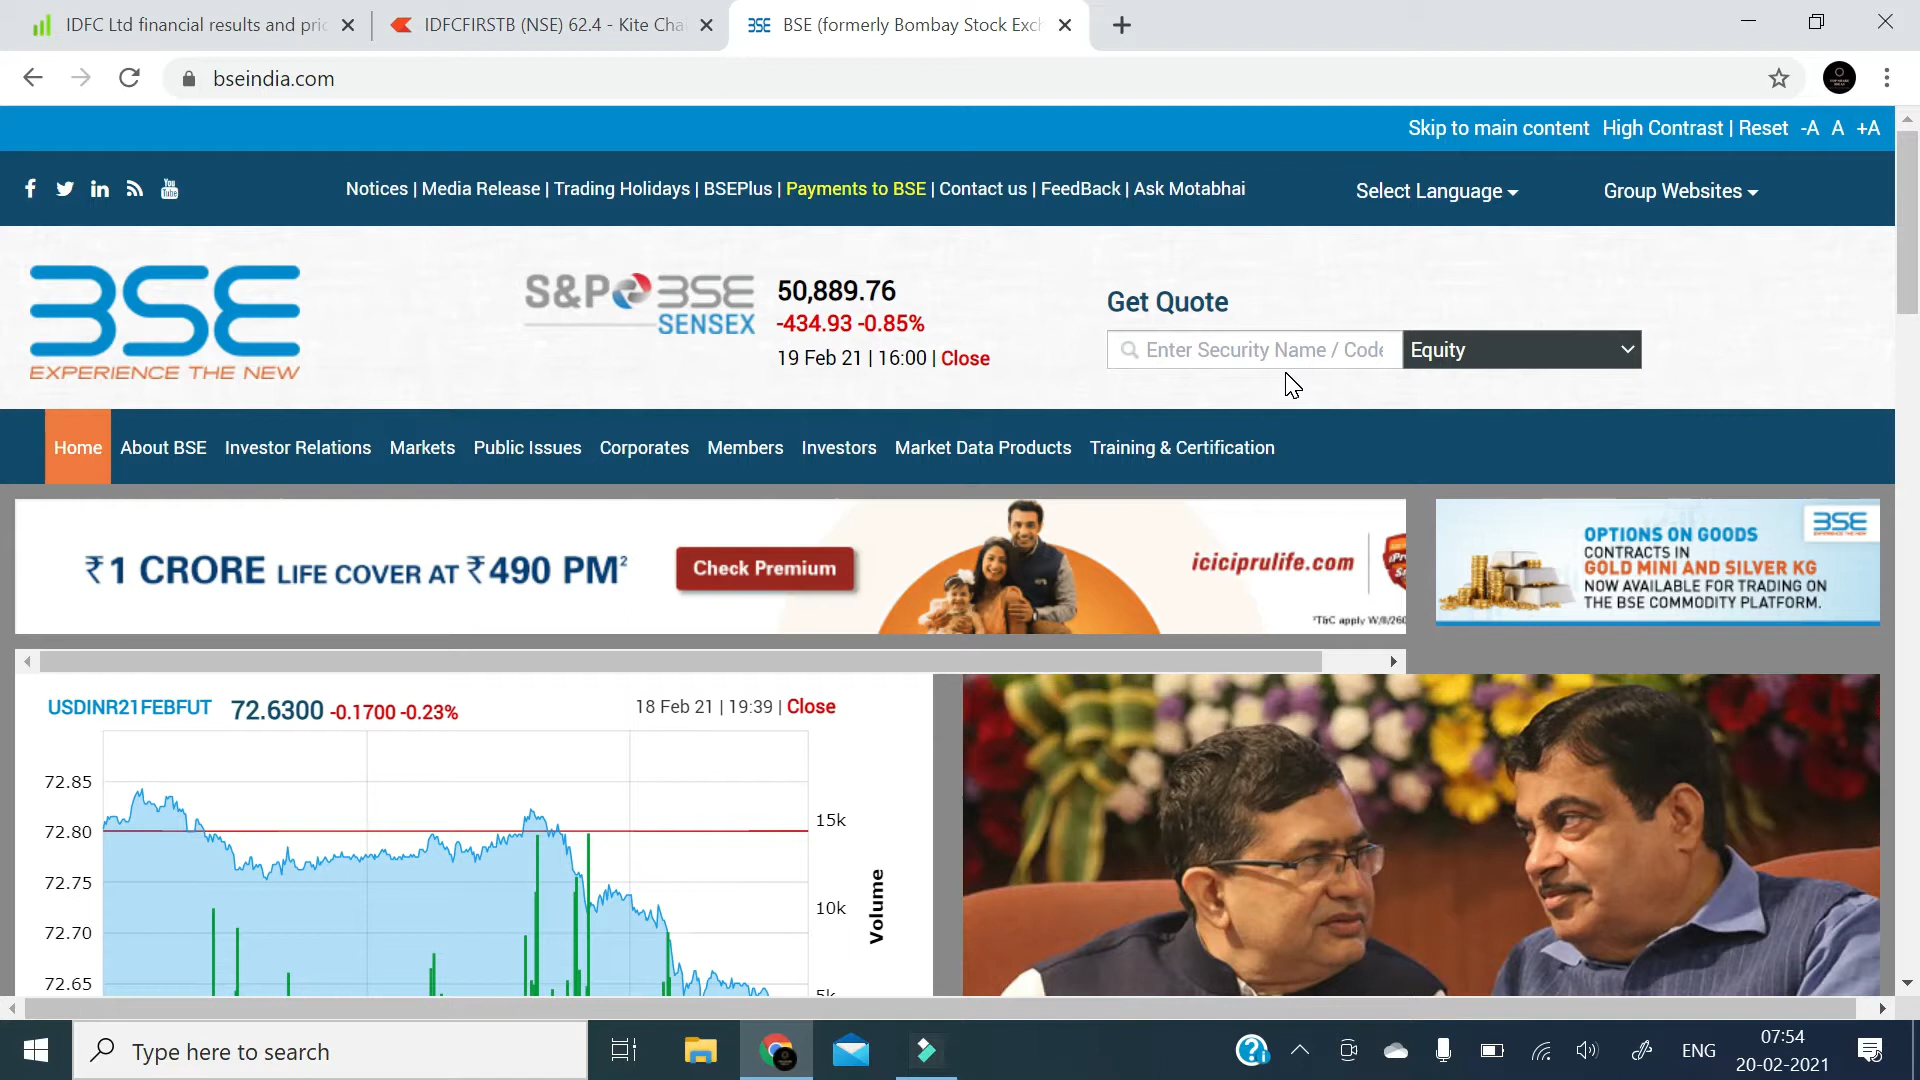 IDFC Ltd financial results and pric
IDFCFIRSTB (NSE) 62.4 - Kite Cha
BSE (formerly Bombay Stock Exch
bseindia.com
Skip to main content High Contrast | Reset -A A +A
Notices | Media Release | Trading Holidays | BSEPlus | Payments to BSE | Contact us | FeedBack | Ask Motabhai
Select Language
Group Websites
BSE
EXPERIENCE THE NEW
S&P BSE
SENSEX
50,889.76
-434.93 -0.85%
19 Feb 21 | 16:00 | Close
Get Quote
Enter Security Name / Code
Equity
Home About BSE Investor Relations Markets Public Issues Corporates Members Investors Market Data Products Training & Certification
₹1 CRORE LIFE COVER AT ₹490 PM²
Check Premium
iciciprulife.com
BSE
OPTIONS ON GOODS
CONTRACTS IN
GOLD MINI AND SILVER KG
NOW AVAILABLE FOR TRADING ON
THE BSE COMMODITY PLATFORM.
USDINR21FEBFUT 72.6300 -0.1700 -0.23%
18 Feb 21 | 19:39 | Close
72.85
72.80
72.75
72.70
72.65
15k
10k
5k
Volume
Type here to search
ENG
07:54
20-02-2021